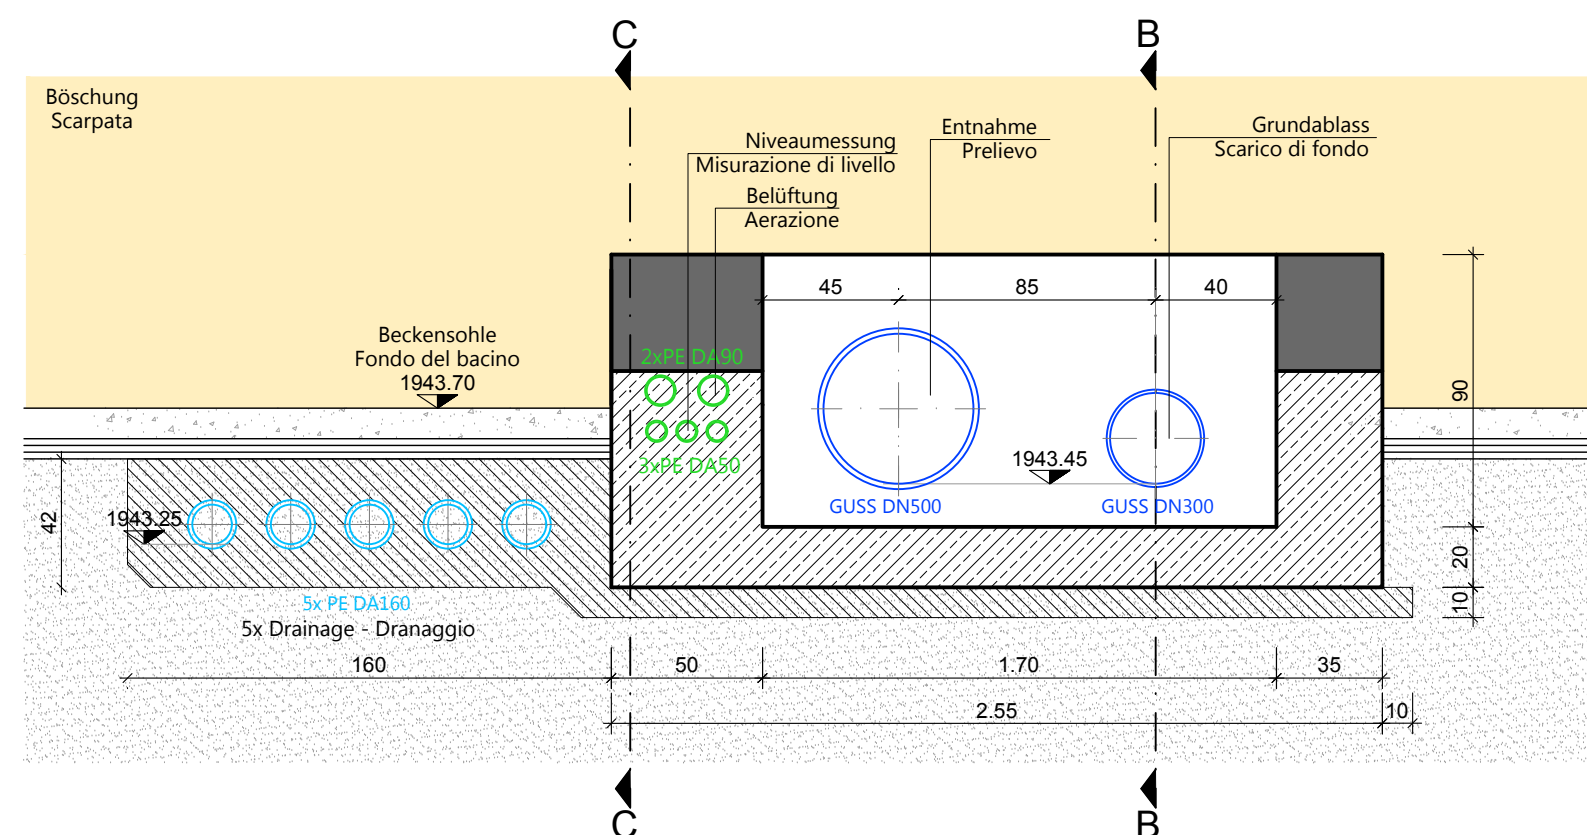 C
B
Böschung
Scarpata
Niveaumessung
Misurazione di livello
Entnahme
Prelievo
Grundablass
Scarico di fondo
Belüftung
Aerazione
45
85
40
Beckensohle
Fondo del bacino
1943.70
2xPE DA90
3xPE DA50
1943.45
GUSS DN500
GUSS DN300
90
42
1943.25
20
10
5x PE DA160
5x Drainage - Dranaggio
160
50
1.70
35
2.55
10
C
B